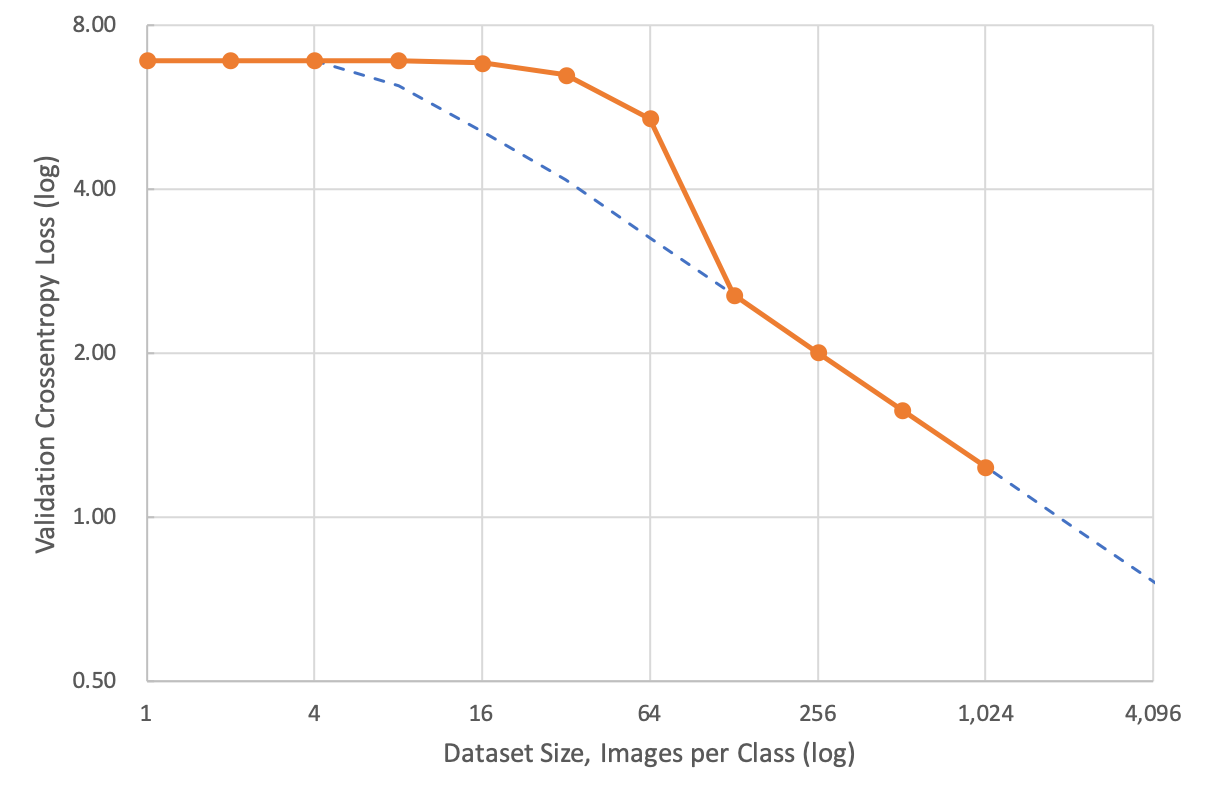 8.00
4.00
2.00
1.00
0.50
Validation Crossentropy Loss (log)
1 4 16 64 256 1,024 4,096
Dataset Size, Images per Class (log)